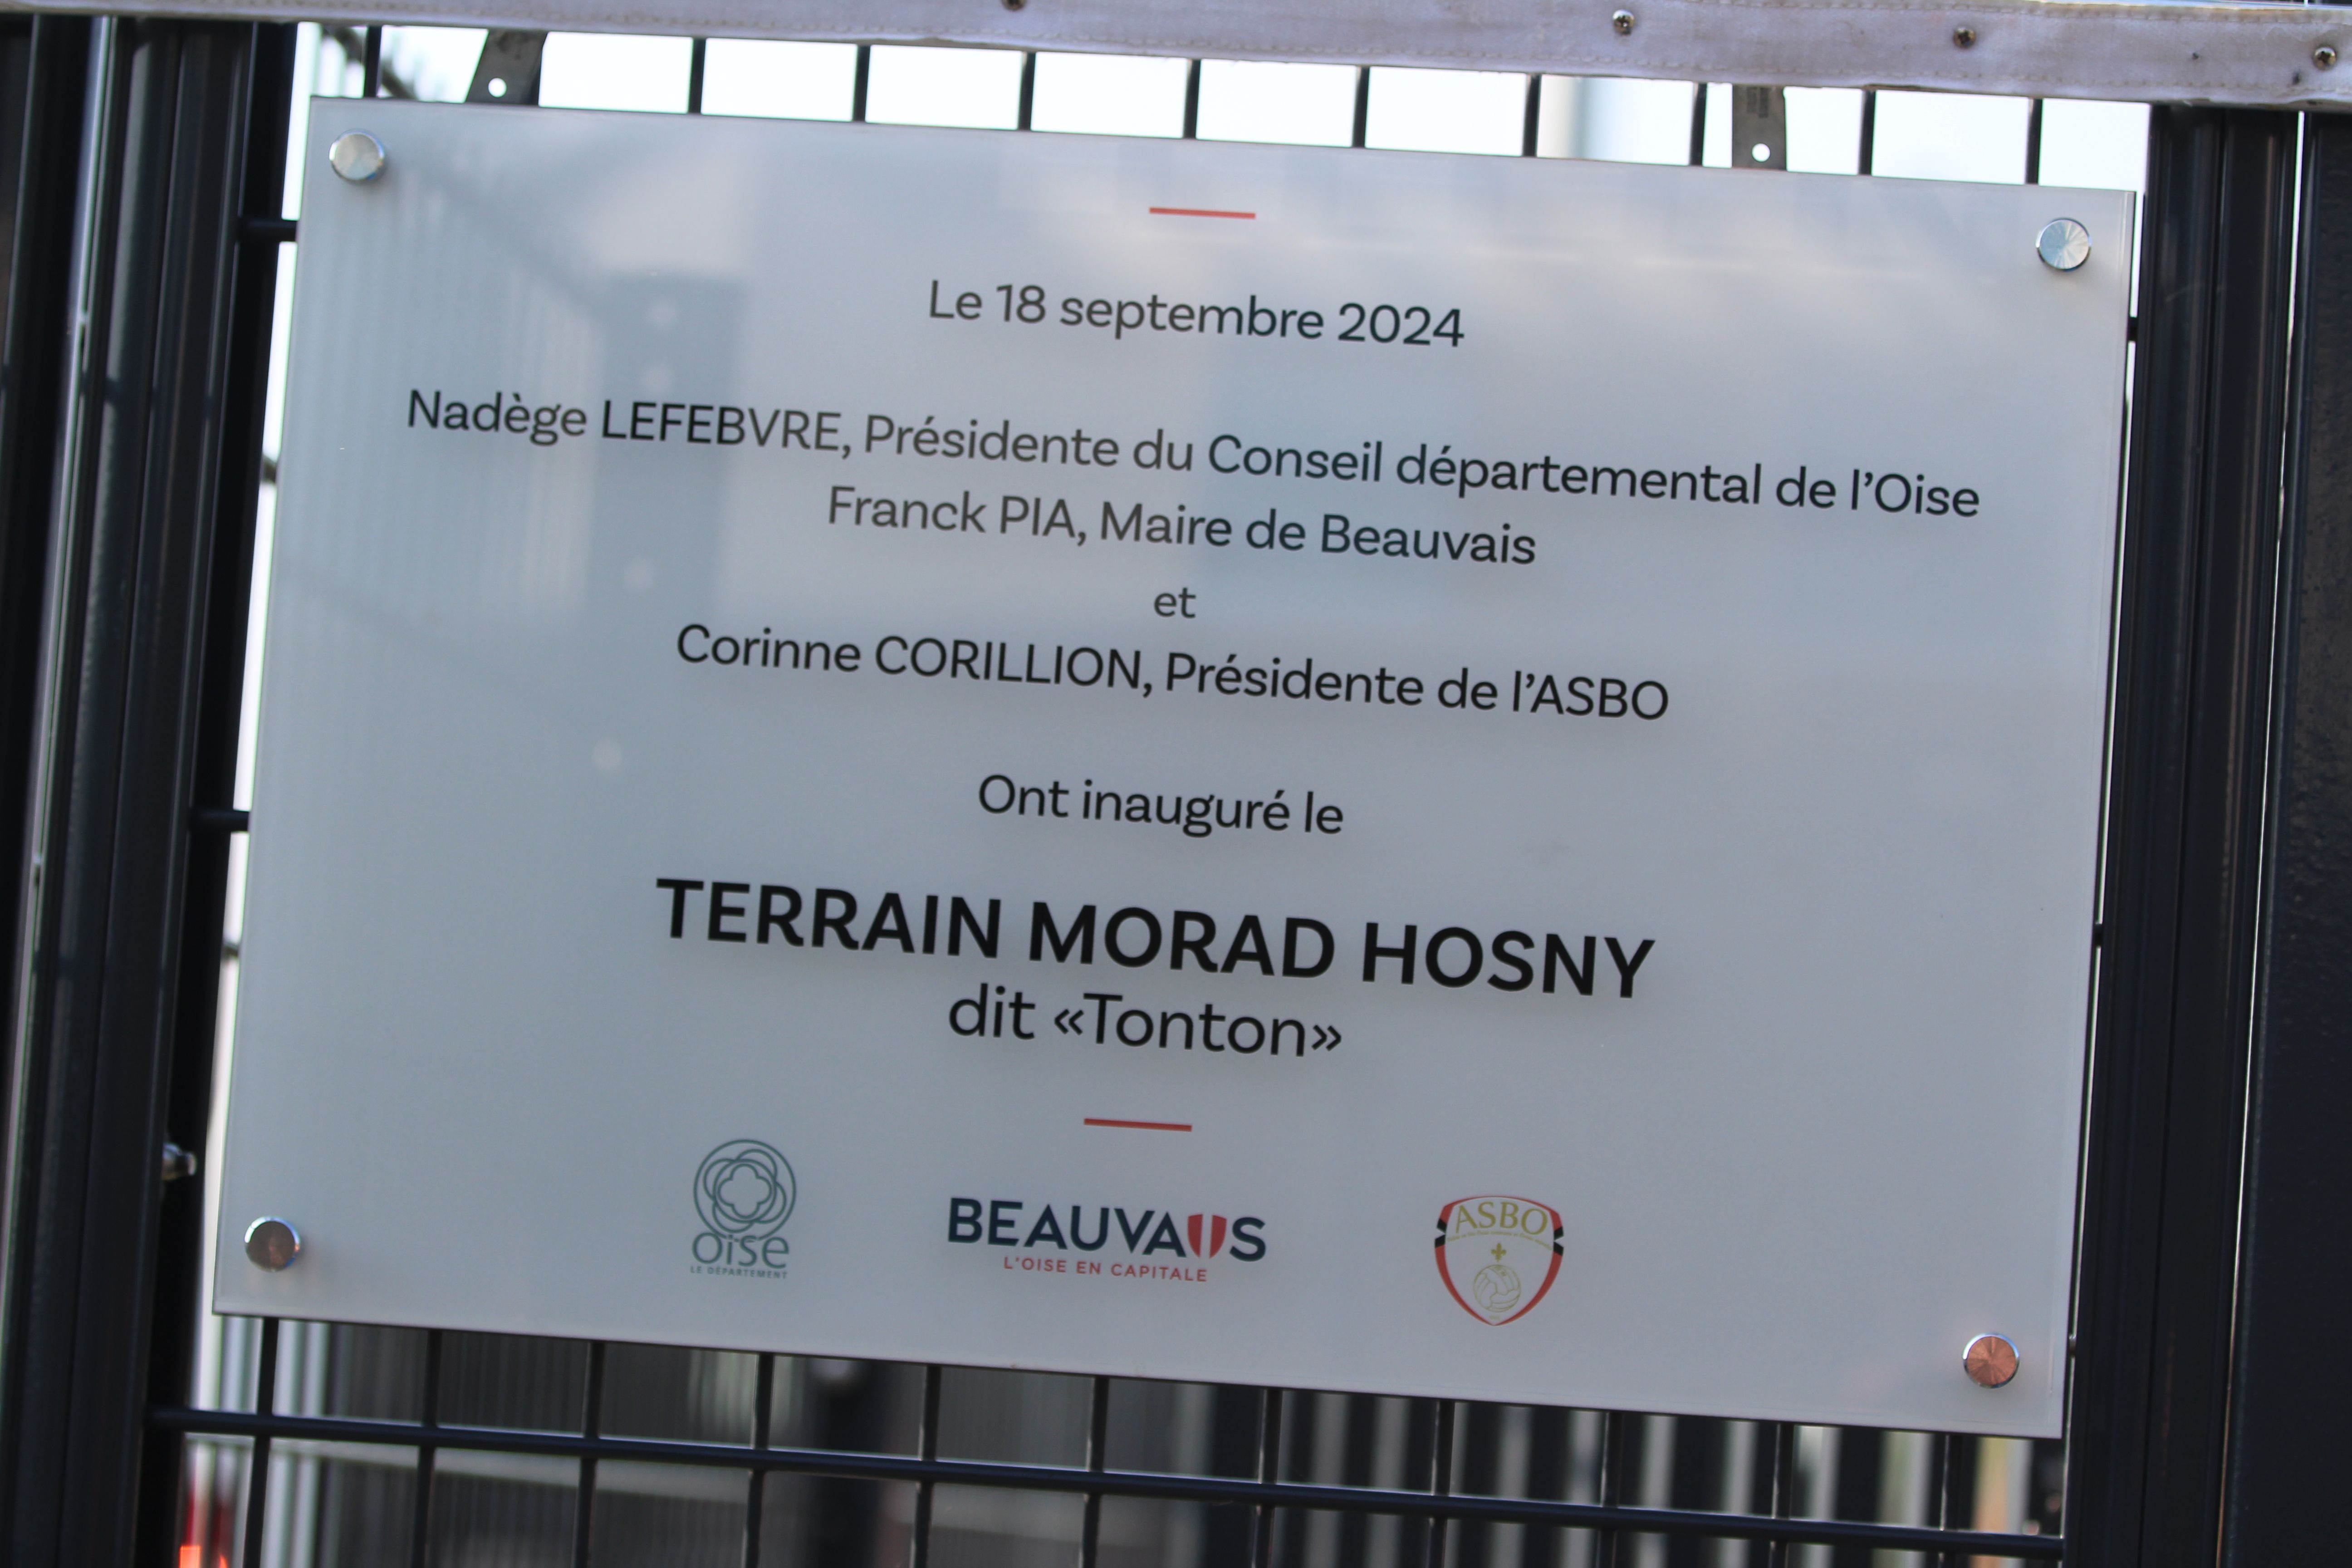 Le 18 septembre 2024
Nadège LEFEBVRE, Présidente du Conseil départemental de l'Oise
Franck PIA, Maire de Beauvais
et
Corinne CORILLION, Présidente de l'ASBO
Ont inauguré le
TERRAIN MORAD HOSNY
dit «Tonton»
oise
LE DÉPARTEMENT
BEAUVAIS
L'OISE EN CAPITALE
ASBO